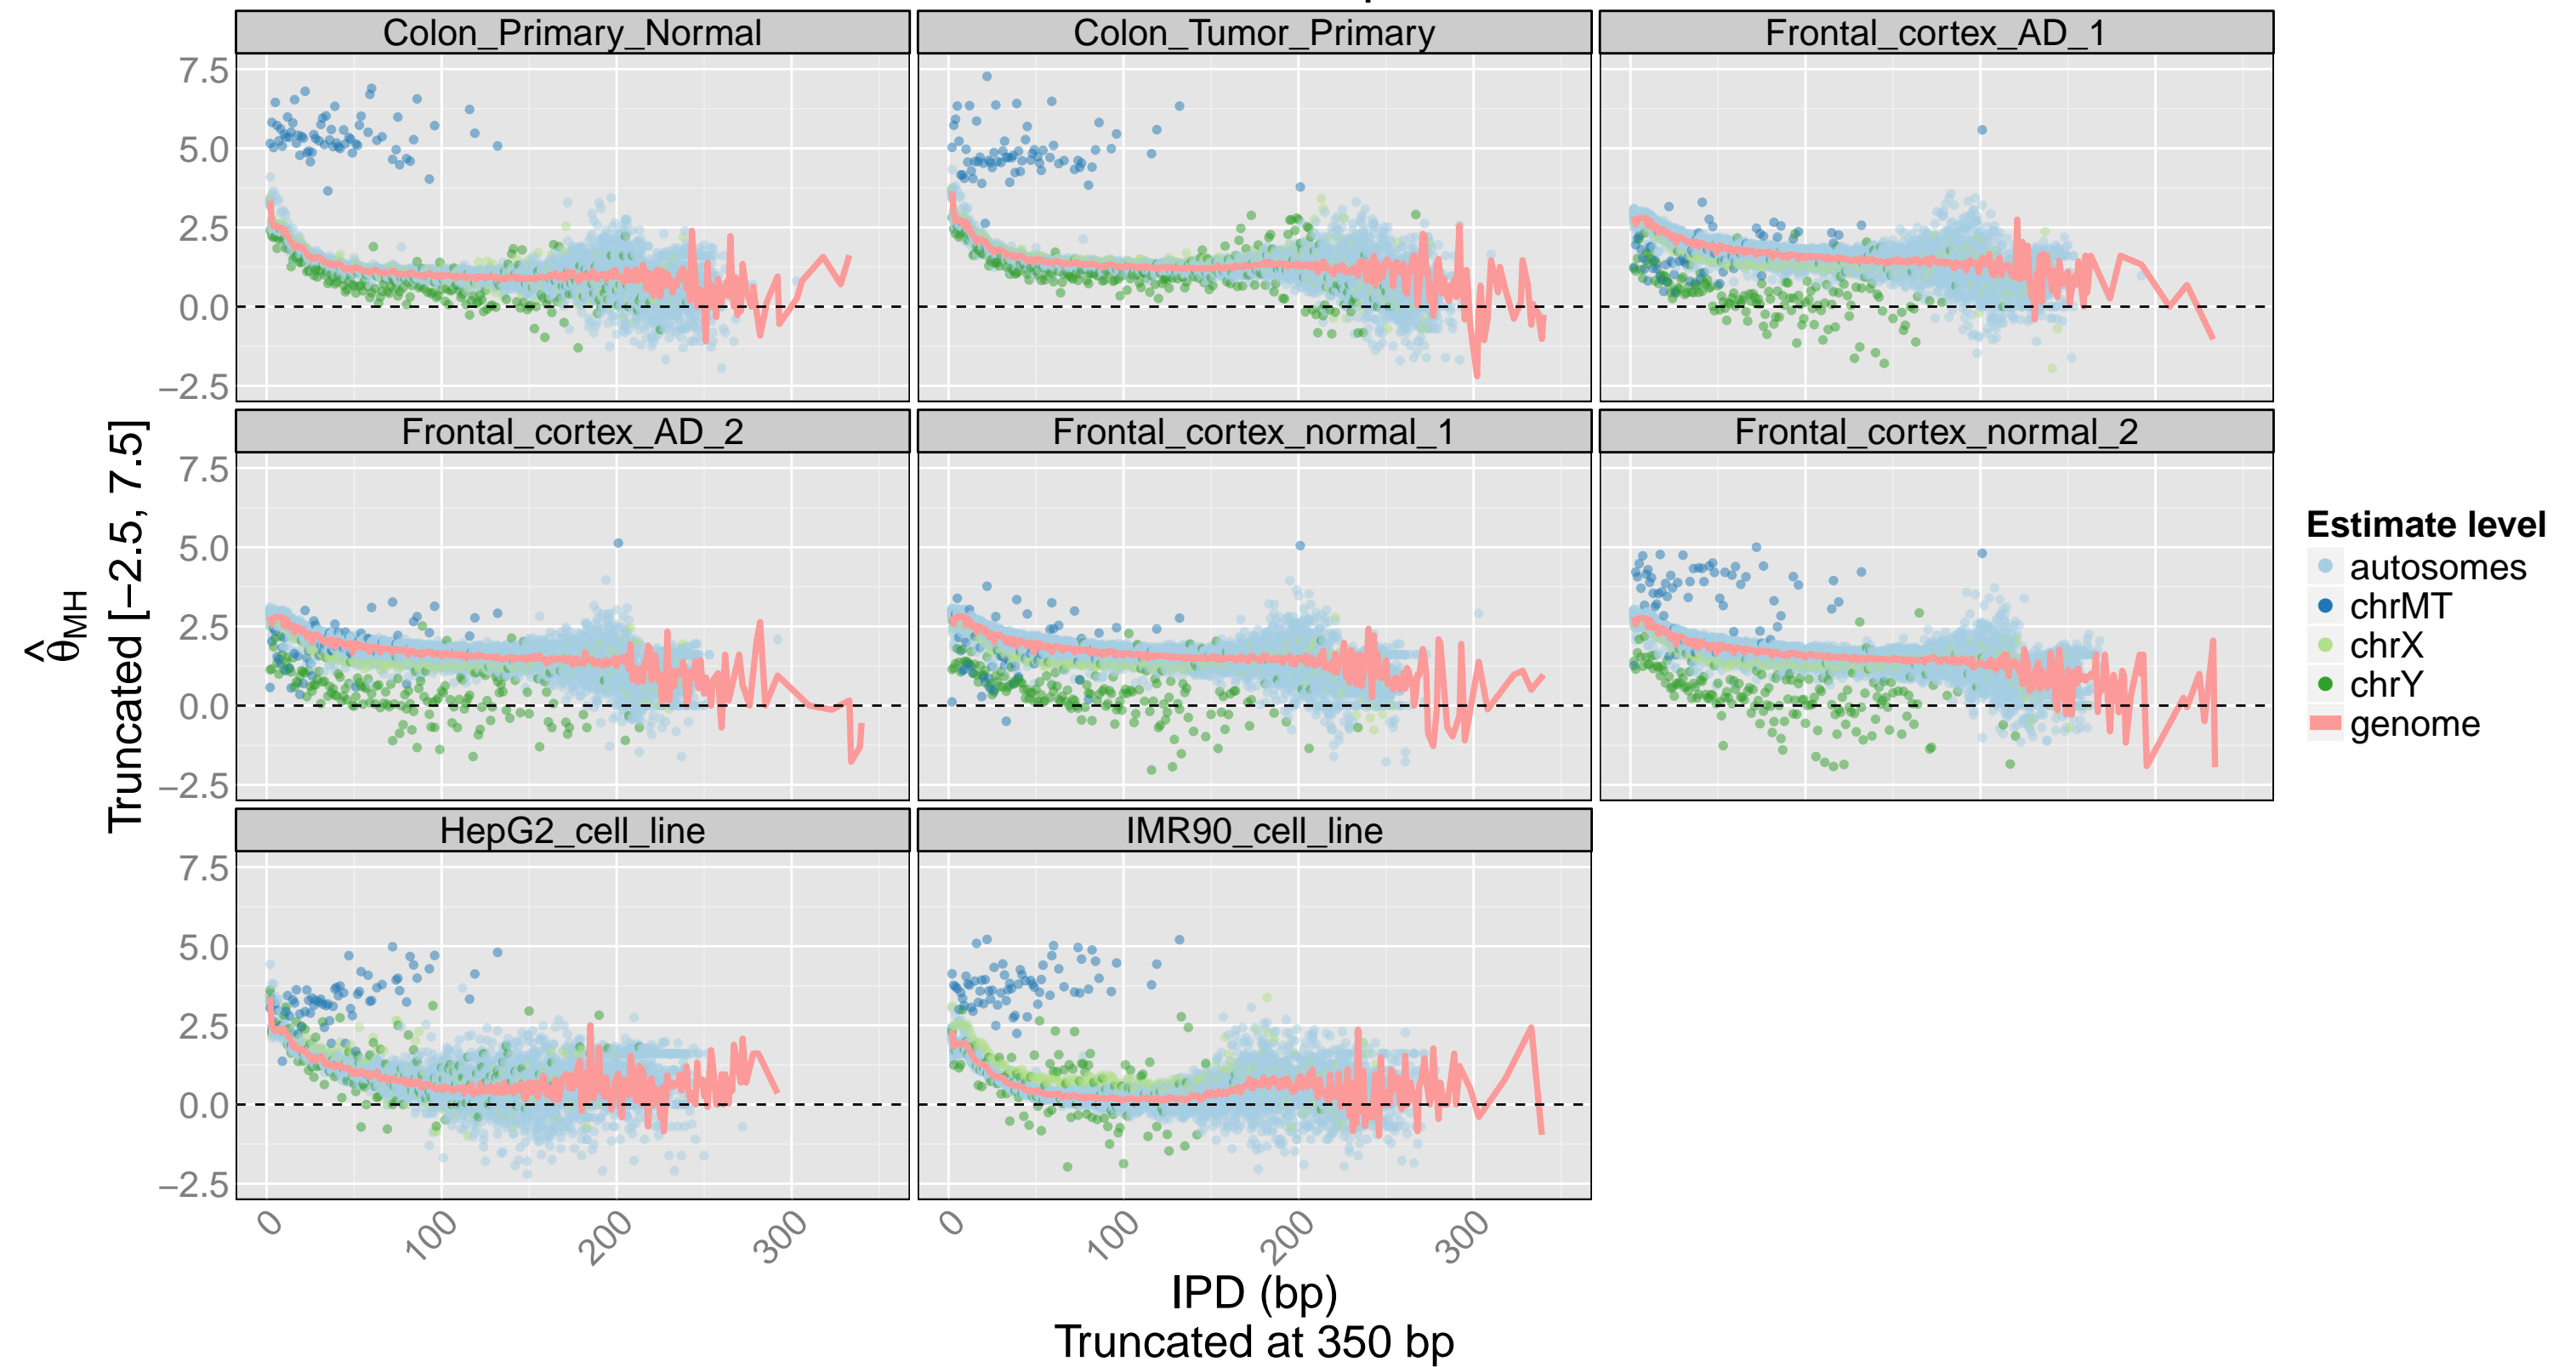 Colon_Primary_Normal
Colon_Tumor_Primary
Frontal_cortex_AD_1
7.5
5.0
2.5
0.0
−2.5
Frontal_cortex_AD_2
Frontal_cortex_normal_1
Frontal_cortex_normal_2
7.5
5.0
2.5
0.0
−2.5
HepG2_cell_line
IMR90_cell_line
7.5
5.0
2.5
0.0
−2.5
0 100 200 300
0 100 200 300
IPD (bp)
Truncated at 350 bp
θ̂MH
Truncated [−2.5, 7.5]
Estimate level
autosomes
chrMT
chrX
chrY
genome